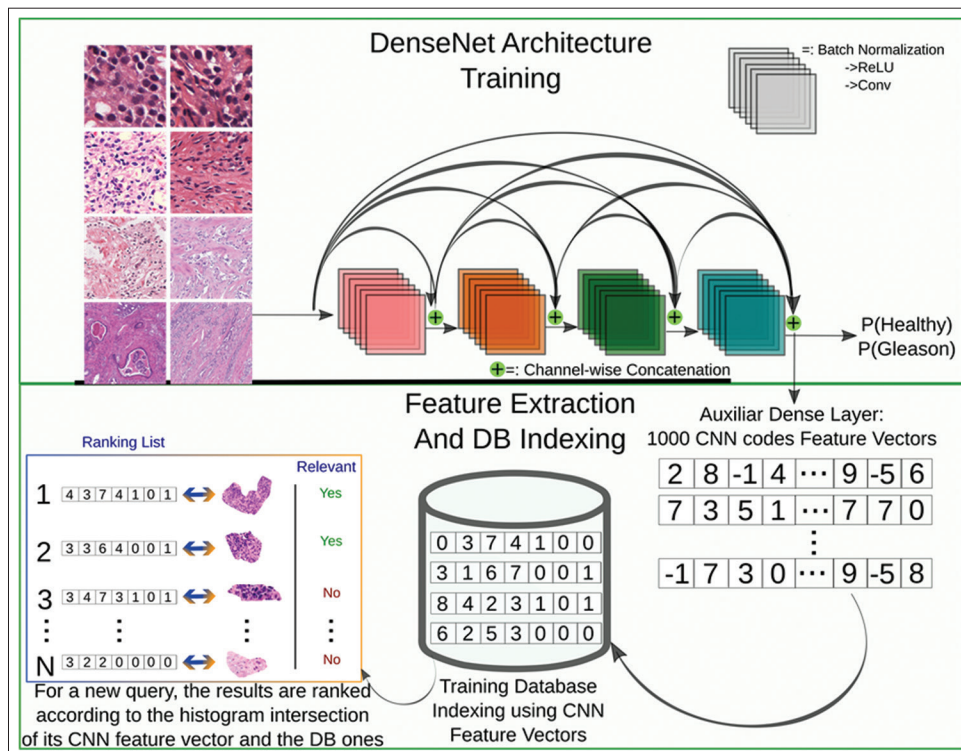 DenseNet Architecture
Training
=: Batch Normalization
->ReLU
->Conv
+ + + +
P(Healthy)
P(Gleason)
+=: Channel-wise Concatenation
Feature Extraction
And DB Indexing
Auxiliar Dense Layer:
1000 CNN codes Feature Vectors
2 8 -1 4 ··· 9 -5 6
7 3 5 1 ··· 7 7 0
⋮
-1 7 3 0 ··· 9 -5 8
Ranking List
Relevant
1 4 3 7 4 1 0 1 Yes
2 3 3 6 4 0 0 1 Yes
3 3 4 7 3 1 0 1 No
⋮ ⋮ ⋮ ⋮
N 3 2 2 0 0 0 0 No
For a new query, the results are ranked
according to the histogram intersection
of its CNN feature vector and the DB ones
0 3 7 4 1 0 0
3 1 6 7 0 0 1
8 4 2 3 1 0 1
6 2 5 3 0 0 0
Training Database
Indexing using CNN
Feature Vectors